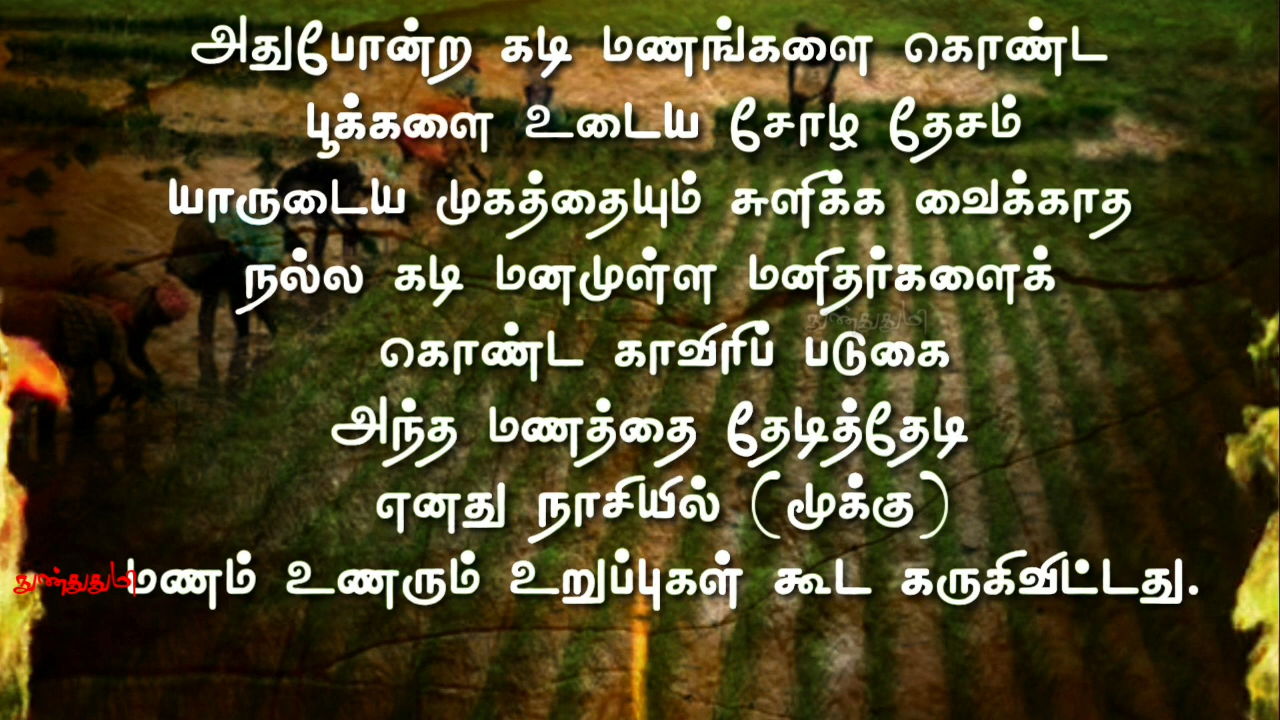 அதுபோன்ற கடி மணங்களை கொண்ட
பூக்களை உடைய சோழ தேசம்
யாருடைய முகத்தையும் சுளிக்க வைக்காத
நல்ல கடி மனமுள்ள மனிதர்களைக்
கொண்ட காவிரிப் படுகை
அந்த மணத்தை தேடித்தேடி
எனது நாசியில் (மூக்கு)
மணம் உணரும் உறுப்புகள் கூட கருகிவிட்டது.